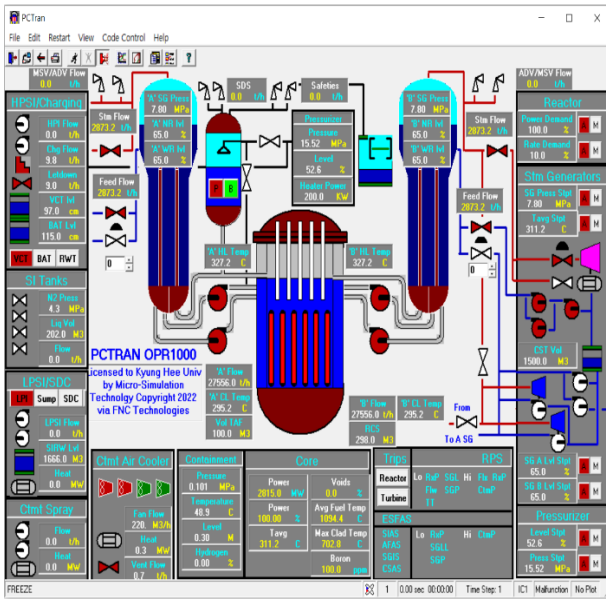 PCTran
File Edit Restart View Code Control Help
MSV/ADV Flow
0.0 t/h
SDS
0.0 t/h
Safeties
0.0 t/h
ADV/MSV Flow
0.0 t/h
HPSI/Charging
HPI Flow
0.0 t/h
Chg Flow
9.8 t/h
Letdown
9.0 t/h
VCT lvl
97.0 cm
BAT Lvl
115.0 cm
VCT BAT RWT
Stm Flow
2873.2 t/h
Feed Flow
2873.2 t/h
0
'A' SG Press
7.80 MPa
'A' NR lvl
65.0 %
'A' WR lvl
65.0 %
R B
Pressurizer
Pressure
15.52 MPa
Level
52.6 %
Heater Power
200.0 KW
'B' SG Press
7.80 MPa
'B' NR lvl
65.0 %
'B' WR lvl
65.0 %
Stm Flow
2873.2 t/h
Feed Flow
2873.2 t/h
0
Reactor
Power Demand
100.0 % A M
Rate Demand
10.0 % A M
Steam Generators
SG Press Stpt
7.80 MPa A M
Tavg Stpt
311.2 C A M
'A' HL Temp
327.2 C
'B' HL Temp
327.2 C
SI Tanks
N2 Press
4.3 MPa
Liq Vol
202.0 M3
Flow
0.0 t/h
PCTRAN OPR1000
Licensed to Kyung Hee Univ
by Micro-Simulation
Technolgy Copyright 2022
via FNC Technologies
'A' Flow
27556.0 t/h
'A' CL Temp
295.2 C
Vol TAF
100.0 M3
'B' Flow
27556.0 t/h
'B' CL Temp
295.2 C
RCS
298.0 M3
From
To A SG
CST Vol
1500.0 M3
LPSI/SDC
LPI Sump SDC
LPSI Flow
0.0 t/h
SIRW Lvl
1666.0 M3
Heat
0.0 MW
Ctmt Spray
Flow
0.0 t/h
Heat
0.0 MW
Ctmt Air Cooler
Fan Flow
220. M3/h
Heat
0.3 MW
Vent Flow
0.7 t/h
Containment
Pressure
0.101 MPa
Temperature
48.9 C
Level
0.30 M
Hydrogen
0.00 %
Core
Power
2815.0 MW
Voids
0.0 %
Power
100.00 %
Avg Fuel Temp
1094.4 C
Tavg
311.2 C
Max Clad Temp
702.0 C
Boron
100.0 ppm
Trips
RPS
Reactor
Turbine
Lo RxP SGL Hi Flx RxP
Flw SGP CtmP
TT
ESFAS
SIAS
AFAS
SGIS
CSAS
Lo RxP Hi CtmP
SGLL
SGP
SG A Lvl Stpt
65.0 % A M
SG B Lvl Stpt
65.0 % A M
Pressurizer
Level Stpt
52.6 % A M
Press Stpt
15.52 MPa A M
FREEZE
1 0.00 sec 00:00:00 Time Step: 1 IC1 Malfunction No Plot